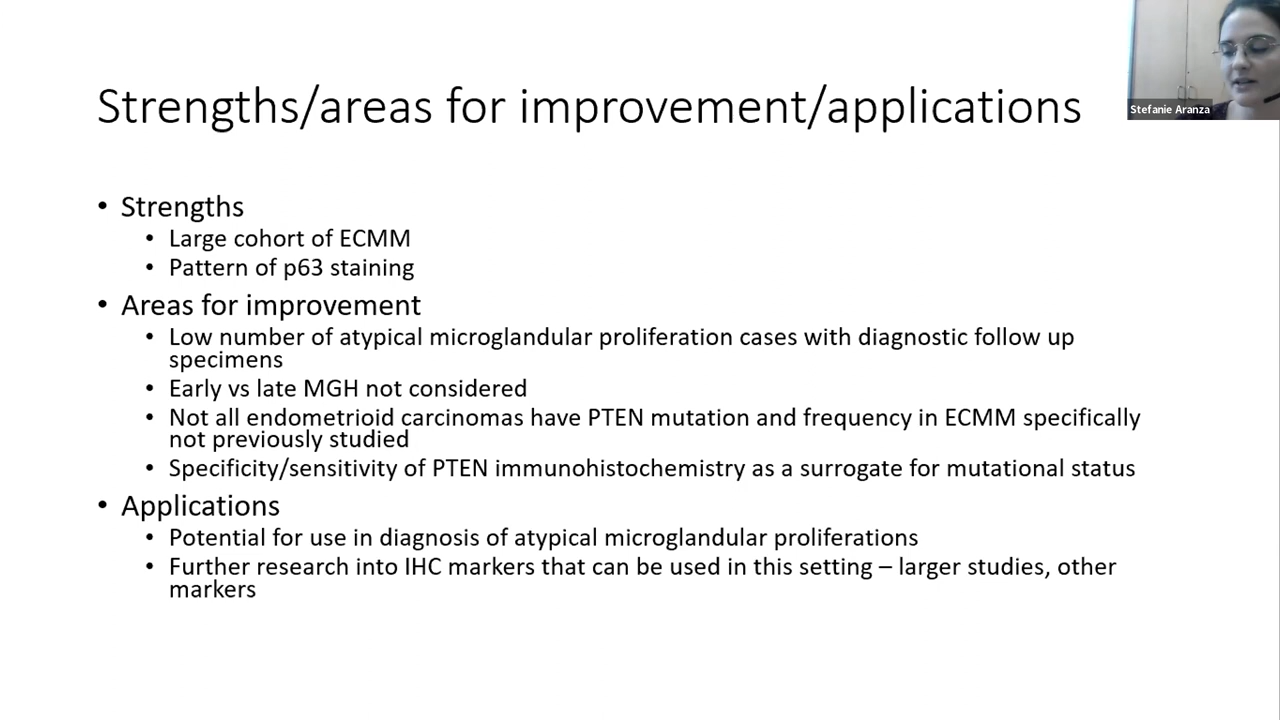 Strengths/areas for improvement/applications
Stefanie Aranza
• Strengths
• Large cohort of ECMM
• Pattern of p63 staining
• Areas for improvement
• Low number of atypical microglandular proliferation cases with diagnostic follow up
specimens
• Early vs late MGH not considered
• Not all endometrioid carcinomas have PTEN mutation and frequency in ECMM specifically
not previously studied
• Specificity/sensitivity of PTEN immunohistochemistry as a surrogate for mutational status
• Applications
• Potential for use in diagnosis of atypical microglandular proliferations
• Further research into IHC markers that can be used in this setting – larger studies, other
markers